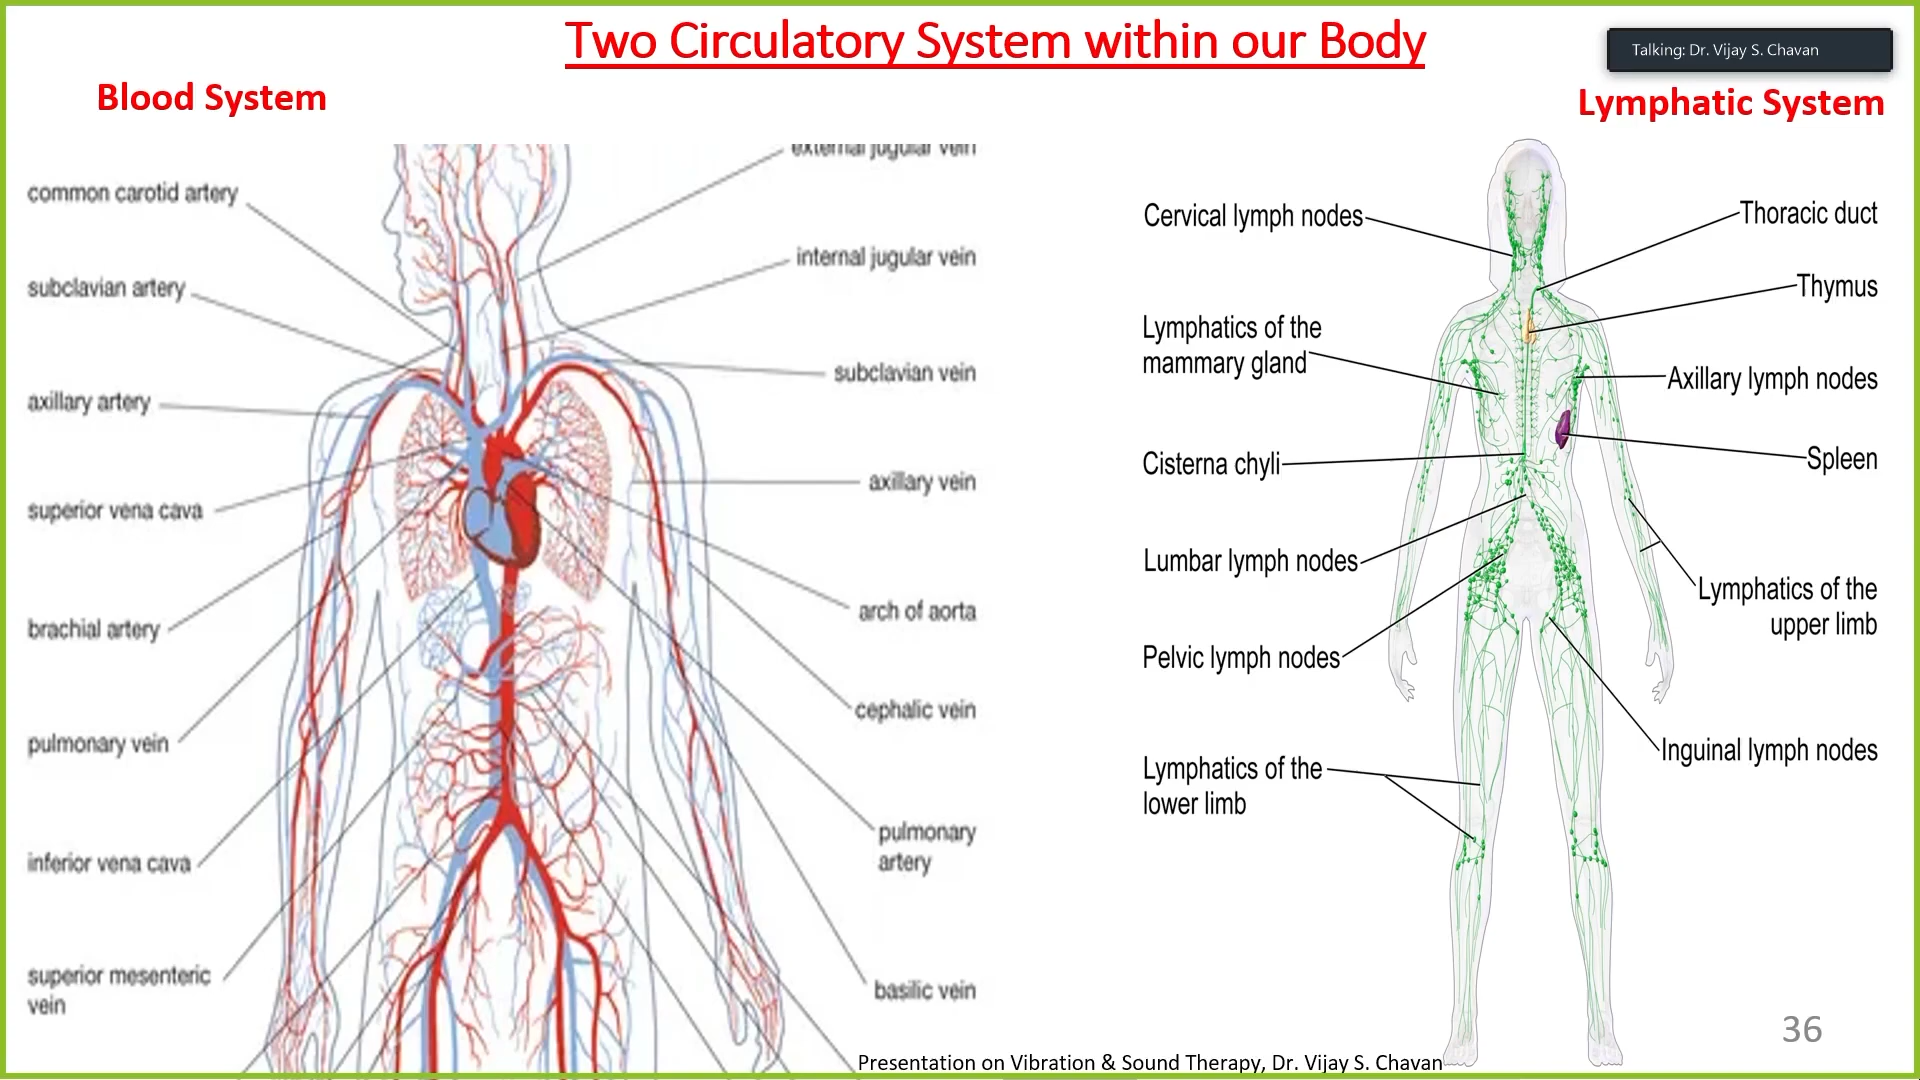 Two Circulatory System within our Body
Talking: Dr. Vijay S. Chavan
Blood System
Lymphatic System
common carotid artery
subclavian artery
axillary artery
superior vena cava
brachial artery
pulmonary vein
inferior vena cava
superior mesenteric
vein
external jugular vein
internal jugular vein
subclavian vein
axillary vein
arch of aorta
cephalic vein
pulmonary
artery
basilic vein
Cervical lymph nodes
Lymphatics of the
mammary gland
Cisterna chyli
Lumbar lymph nodes
Pelvic lymph nodes
Lymphatics of the
lower limb
Thoracic duct
Thymus
Axillary lymph nodes
Spleen
Lymphatics of the
upper limb
Inguinal lymph nodes
36
Presentation on Vibration & Sound Therapy, Dr. Vijay S. Chavan